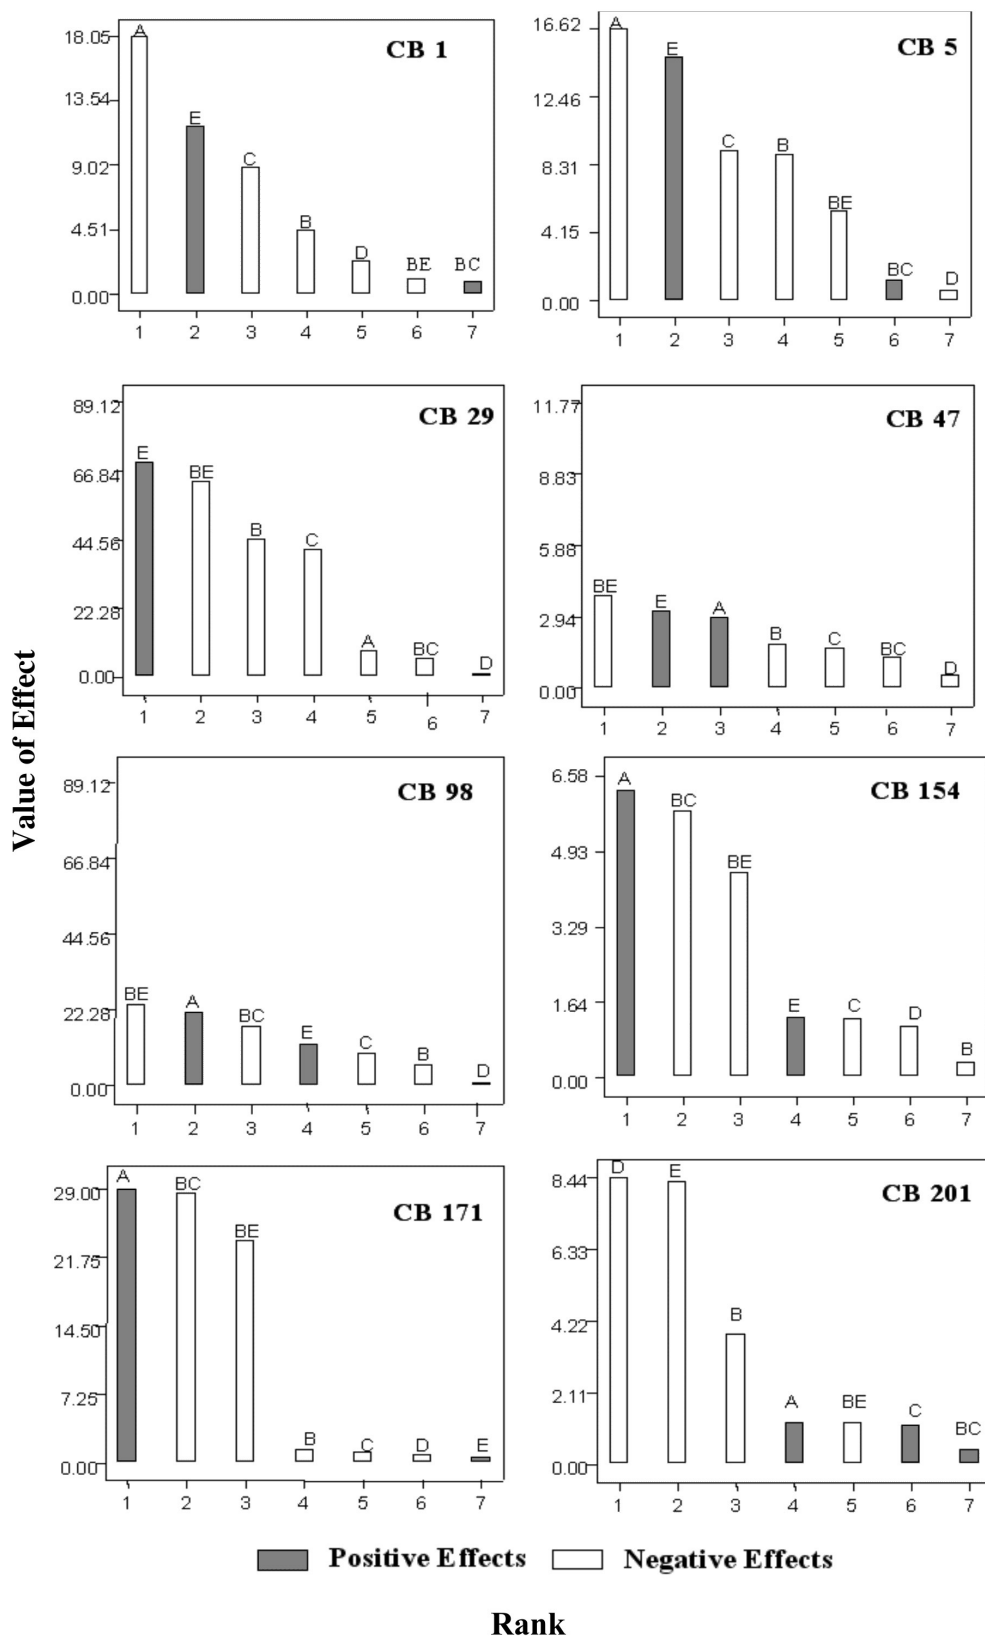 CB 1
18.05
13.54
9.02
4.51
0.00
A
E
C
B
D
BE
BC
1 2 3 4 5 6 7
CB 5
16.62
12.46
8.31
4.15
0.00
A
E
C
B
BE
BC
D
1 2 3 4 5 6 7
CB 29
89.12
66.84
44.56
22.28
0.00
E
BE
B
C
A
BC
D
1 2 3 4 5 6 7
CB 47
11.77
8.83
5.88
2.94
0.00
BE
E
A
B
C
BC
D
1 2 3 4 5 6 7
Value of Effect
CB 98
89.12
66.84
44.56
22.28
0.00
BE
A
BC
E
C
B
D
1 2 3 4 5 6 7
CB 154
6.58
4.93
3.29
1.64
0.00
A
BC
BE
E
C
D
B
1 2 3 4 5 6 7
CB 171
29.00
21.75
14.50
7.25
0.00
A
BC
BE
B
C
D
E
1 2 3 4 5 6 7
CB 201
8.44
6.33
4.22
2.11
0.00
D
E
B
A
BE
C
BC
1 2 3 4 5 6 7
Positive Effects Negative Effects
Rank